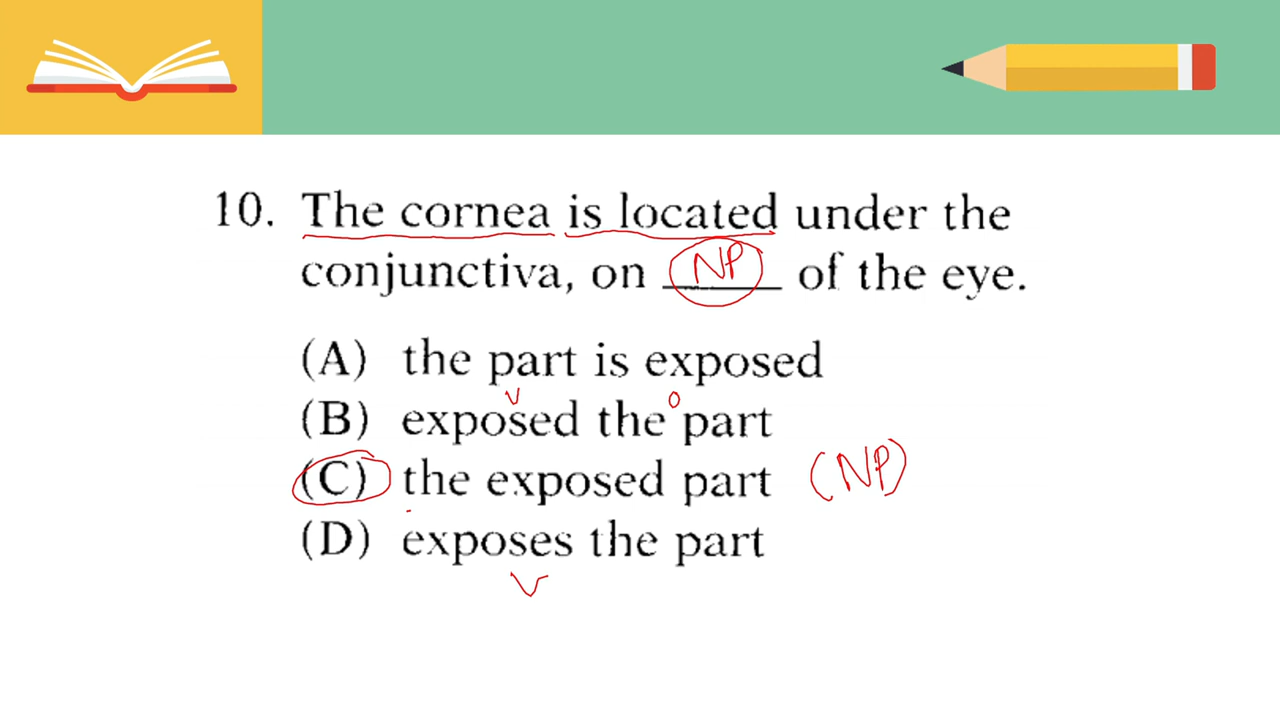 10. The cornea is located under the
conjunctiva, on NP ______ of the eye.
(A) the part is exposed
v o
(B) exposed the part
(C) the exposed part (NP)
(D) exposes the part
v